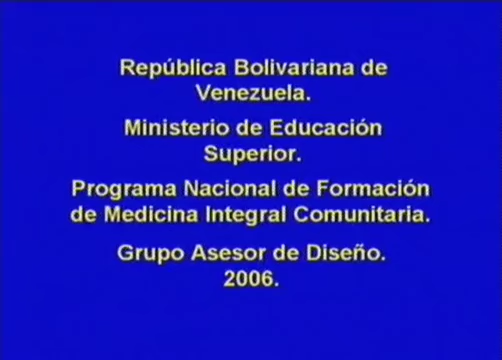 República Bolivariana de
Venezuela.
Ministerio de Educación
Superior.
Programa Nacional de Formación
de Medicina Integral Comunitaria.
Grupo Asesor de Diseño.
2006.